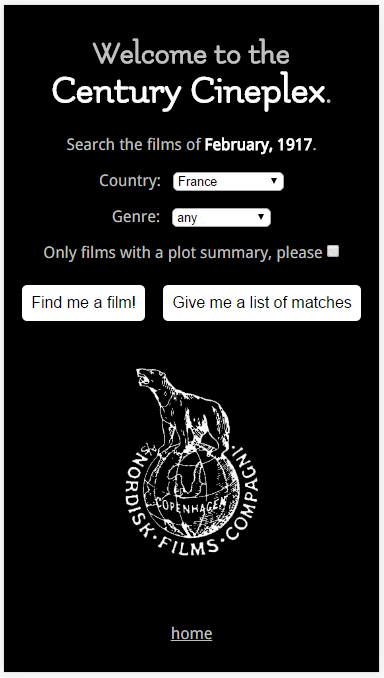 Welcome to the
Century Cineplex.
Search the films of February, 1917.
Country: France
Genre: any
Only films with a plot summary, please
Find me a film! Give me a list of matches
COPENHAGEN
NORDISK·FILMS·COMPAGNI
home